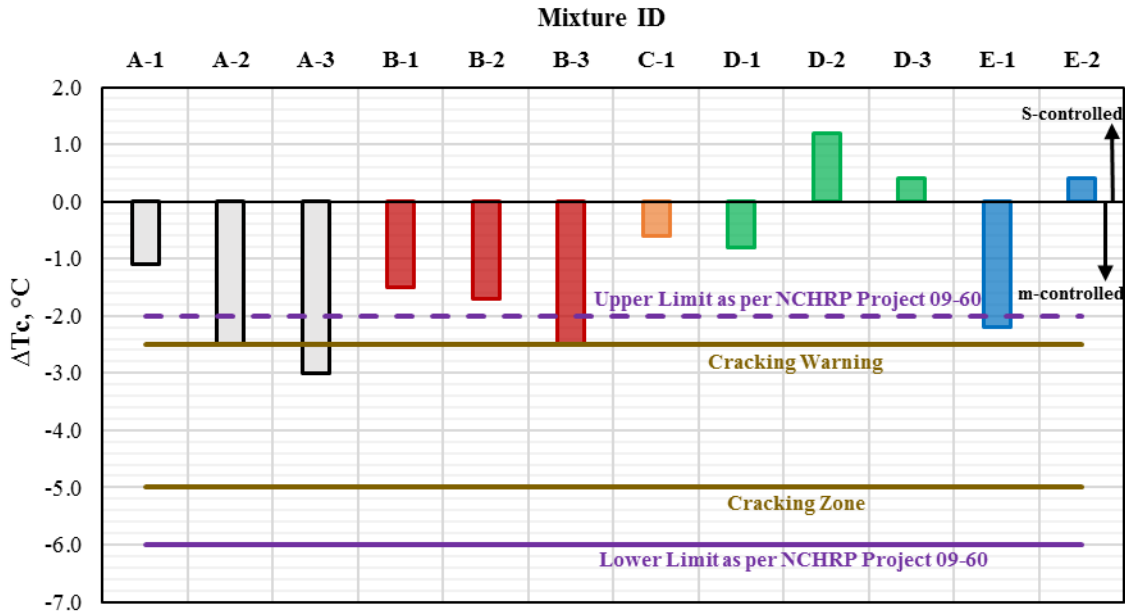 Mixture ID
A-1 A-2 A-3 B-1 B-2 B-3 C-1 D-1 D-2 D-3 E-1 E-2
2.0
S-controlled
1.0
0.0
-1.0
m-controlled
Upper Limit as per NCHRP Project 09-60
-2.0
Cracking Warning
-3.0
ΔTc, °C
-4.0
-5.0
Cracking Zone
-6.0
Lower Limit as per NCHRP Project 09-60
-7.0